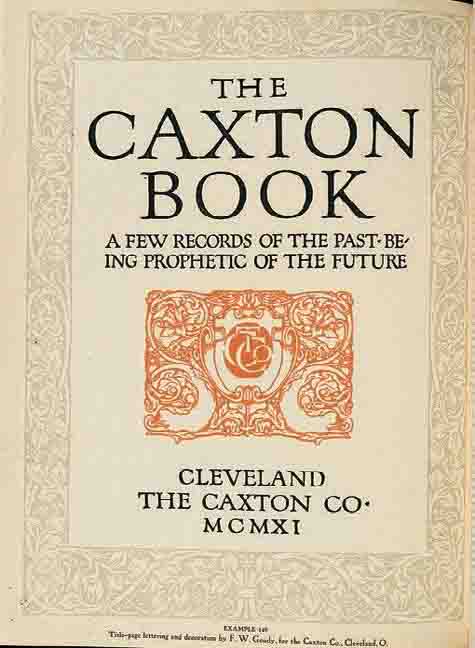 THE
CAXTON
BOOK
A FEW RECORDS OF THE PAST·BE-
ING PROPHETIC OF THE FUTURE
CLEVELAND
THE CAXTON CO·
MCMXI
EXAMPLE
Title-page lettering and decoration by F. W. Goudy, for the Caxton Co., Cleveland, O.